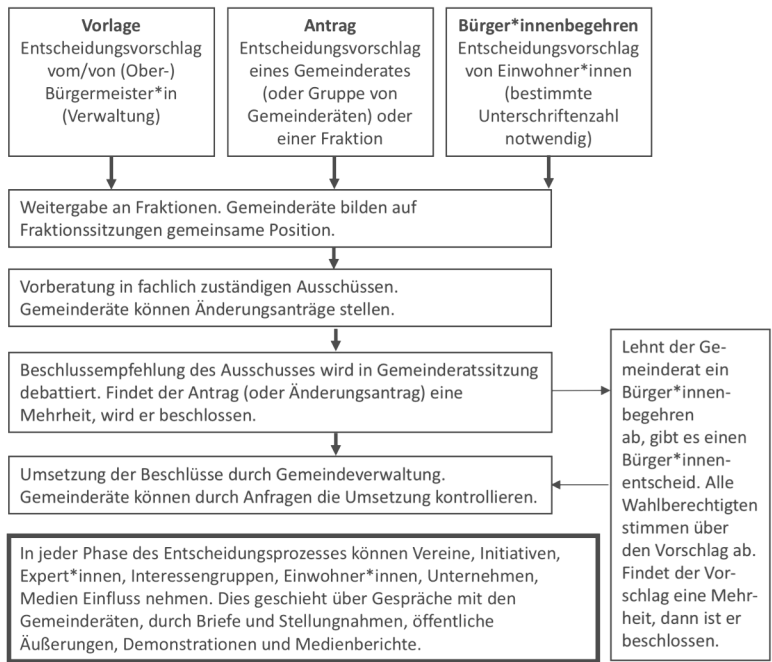 Vorlage
Entscheidungsvorschlag
vom/von (Ober-)
Bürgermeister*in
(Verwaltung)
Antrag
Entscheidungsvorschlag
eines Gemeinderates
(oder Gruppe von
Gemeinderäten) oder
einer Fraktion
Bürger*innenbegehren
Entscheidungsvorschlag
von Einwohner*innen
(bestimmte
Unterschriftenzahl
notwendig)
Weitergabe an Fraktionen. Gemeinderäte bilden auf
Fraktionssitzungen gemeinsame Position.
Vorberatung in fachlich zuständigen Ausschüssen.
Gemeinderäte können Änderungsanträge stellen.
Beschlussempfehlung des Ausschusses wird in Gemeinderatssitzung
debattiert. Findet der Antrag (oder Änderungsantrag) eine
Mehrheit, wird er beschlossen.
Lehnt der Ge-
meinderat ein
Bürger*innen-
begehren
ab, gibt es einen
Bürger*innen-
entscheid. Alle
Wahlberechtigten
stimmen über
den Vorschlag ab.
Findet der Vor-
schlag eine Mehr-
heit, dann ist er
beschlossen.
Umsetzung der Beschlüsse durch Gemeindeverwaltung.
Gemeinderäte können durch Anfragen die Umsetzung kontrollieren.
In jeder Phase des Entscheidungsprozesses können Vereine, Initiativen,
Expert*innen, Interessengruppen, Einwohner*innen, Unternehmen,
Medien Einfluss nehmen. Dies geschieht über Gespräche mit den
Gemeinderäten, durch Briefe und Stellungnahmen, öffentliche
Äußerungen, Demonstrationen und Medienberichte.